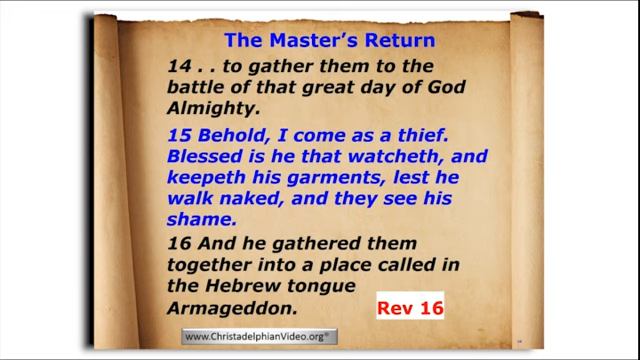 The Master's Return
14 . . to gather them to the
battle of that great day of God
Almighty.
15 Behold, I come as a thief.
Blessed is he that watcheth, and
keepeth his garments, lest he
walk naked, and they see his
shame.
16 And he gathered them
together into a place called in
the Hebrew tongue
Armageddon.
Rev 16
www.ChristadelphianVideo.org®